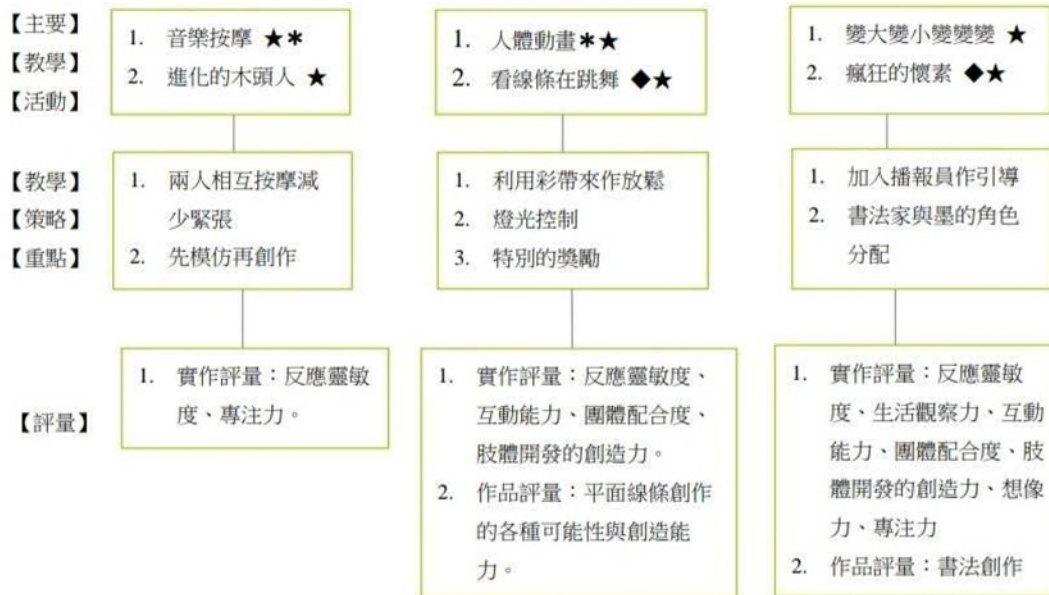 【主要】
【教學】
【活動】
1. 音樂按摩 ★*
2. 進化的木頭人 ★
1. 人體動畫*★
2. 看線條在跳舞 ◆★
1. 變大變小變變變 ★
2. 瘋狂的懷素 ◆★
【教學】
【策略】
【重點】
1. 兩人相互按摩減
少緊張
2. 先模仿再創作
1. 利用彩帶來作放鬆
2. 燈光控制
3. 特別的獎勵
1. 加入播報員作引導
2. 書法家與墨的角色
分配
【評量】
1. 實作評量：反應靈敏
度、專注力。
1. 實作評量：反應靈敏度、
互動能力、團體配合度、
肢體開發的創造力。
2. 作品評量：平面線條創作
的各種可能性與創造能
力。
1. 實作評量：反應靈敏
度、生活觀察力、互動
能力、團體配合度、肢
體開發的創造力、想像
力、專注力
2. 作品評量：書法創作